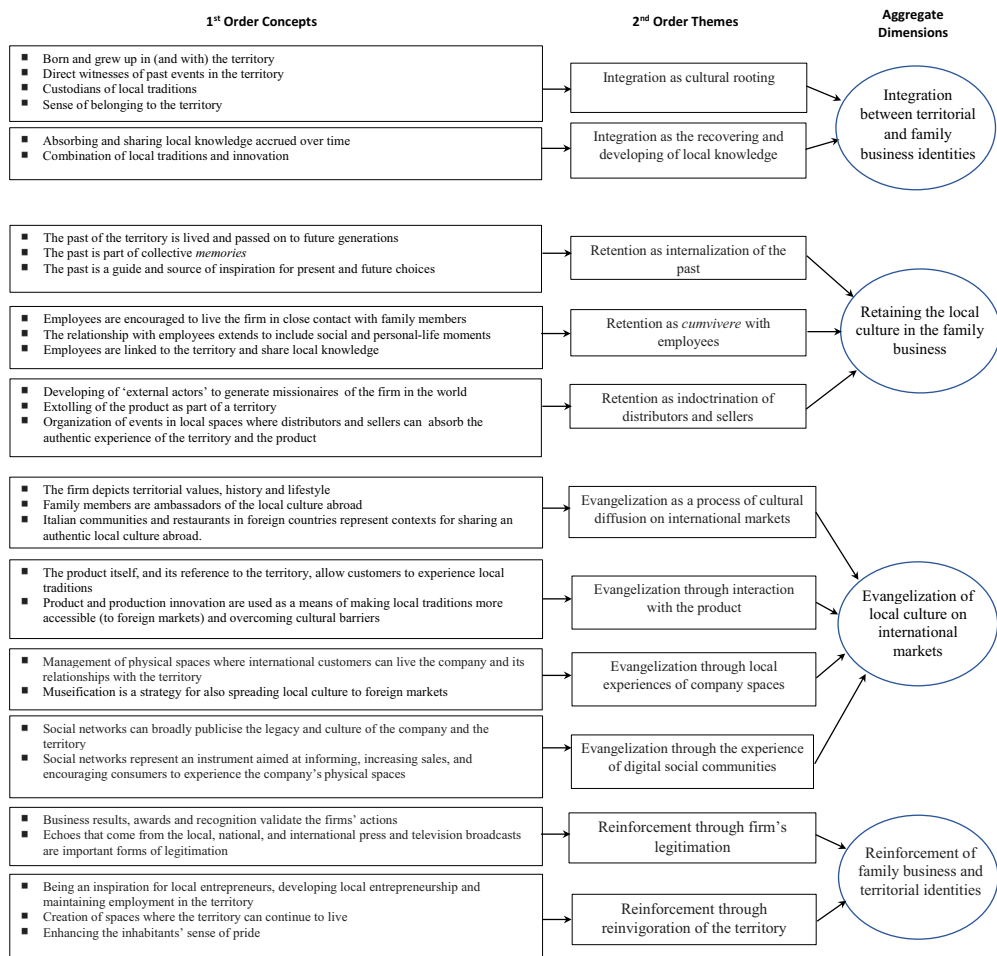 1st Order Concepts
2nd Order Themes
Aggregate
Dimensions
▪ Born and grew up in (and with) the territory
▪ Direct witnesses of past events in the territory
▪ Custodians of local traditions
▪ Sense of belonging to the territory
Integration as cultural rooting
▪ Absorbing and sharing local knowledge accrued over time
▪ Combination of local traditions and innovation
Integration as the recovering and
developing of local knowledge
Integration
between territorial
and family
business identities
▪ The past of the territory is lived and passed on to future generations
▪ The past is part of collective memories
▪ The past is a guide and source of inspiration for present and future choices
Retention as internalization of the
past
▪ Employees are encouraged to live the firm in close contact with family members
▪ The relationship with employees extends to include social and personal-life moments
▪ Employees are linked to the territory and share local knowledge
Retention as cumvivere with
employees
▪ Developing of ‘external actors’ to generate missionaires of the firm in the world
▪ Extolling of the product as part of a territory
▪ Organization of events in local spaces where distributors and sellers can absorb the
authentic experience of the territory and the product
Retention as indoctrination of
distributors and sellers
Retaining the local
culture in the family
business
▪ The firm depicts territorial values, history and lifestyle
▪ Family members are ambassadors of the local culture abroad
▪ Italian communities and restaurants in foreign countries represent contexts for sharing an
authentic local culture abroad.
Evangelization as a process of cultural
diffusion on international markets
▪ The product itself, and its reference to the territory, allow customers to experience local
traditions
▪ Product and production innovation are used as a means of making local traditions more
accessible (to foreign markets) and overcoming cultural barriers
Evangelization through interaction
with the product
▪ Management of physical spaces where international customers can live the company and its
relationships with the territory
▪ Museification is a strategy for also spreading local culture to foreign markets
Evangelization through local
experiences of company spaces
▪ Social networks can broadly publicise the legacy and culture of the company and the
territory
▪ Social networks represent an instrument aimed at informing, increasing sales, and
encouraging consumers to experience the company’s physical spaces
Evangelization through the experience
of digital social communities
Evangelization of
local culture on
international
markets
▪ Business results, awards and recognition validate the firms’ actions
▪ Echoes that come from the local, national, and international press and television broadcasts
are important forms of legitimation
Reinforcement through firm’s
legitimation
▪ Being an inspiration for local entrepreneurs, developing local entrepreneurship and
maintaining employment in the territory
▪ Creation of spaces where the territory can continue to live
▪ Enhancing the inhabitants’ sense of pride
Reinforcement through
reinvigoration of the territory
Reinforcement of
family business and
territorial identities